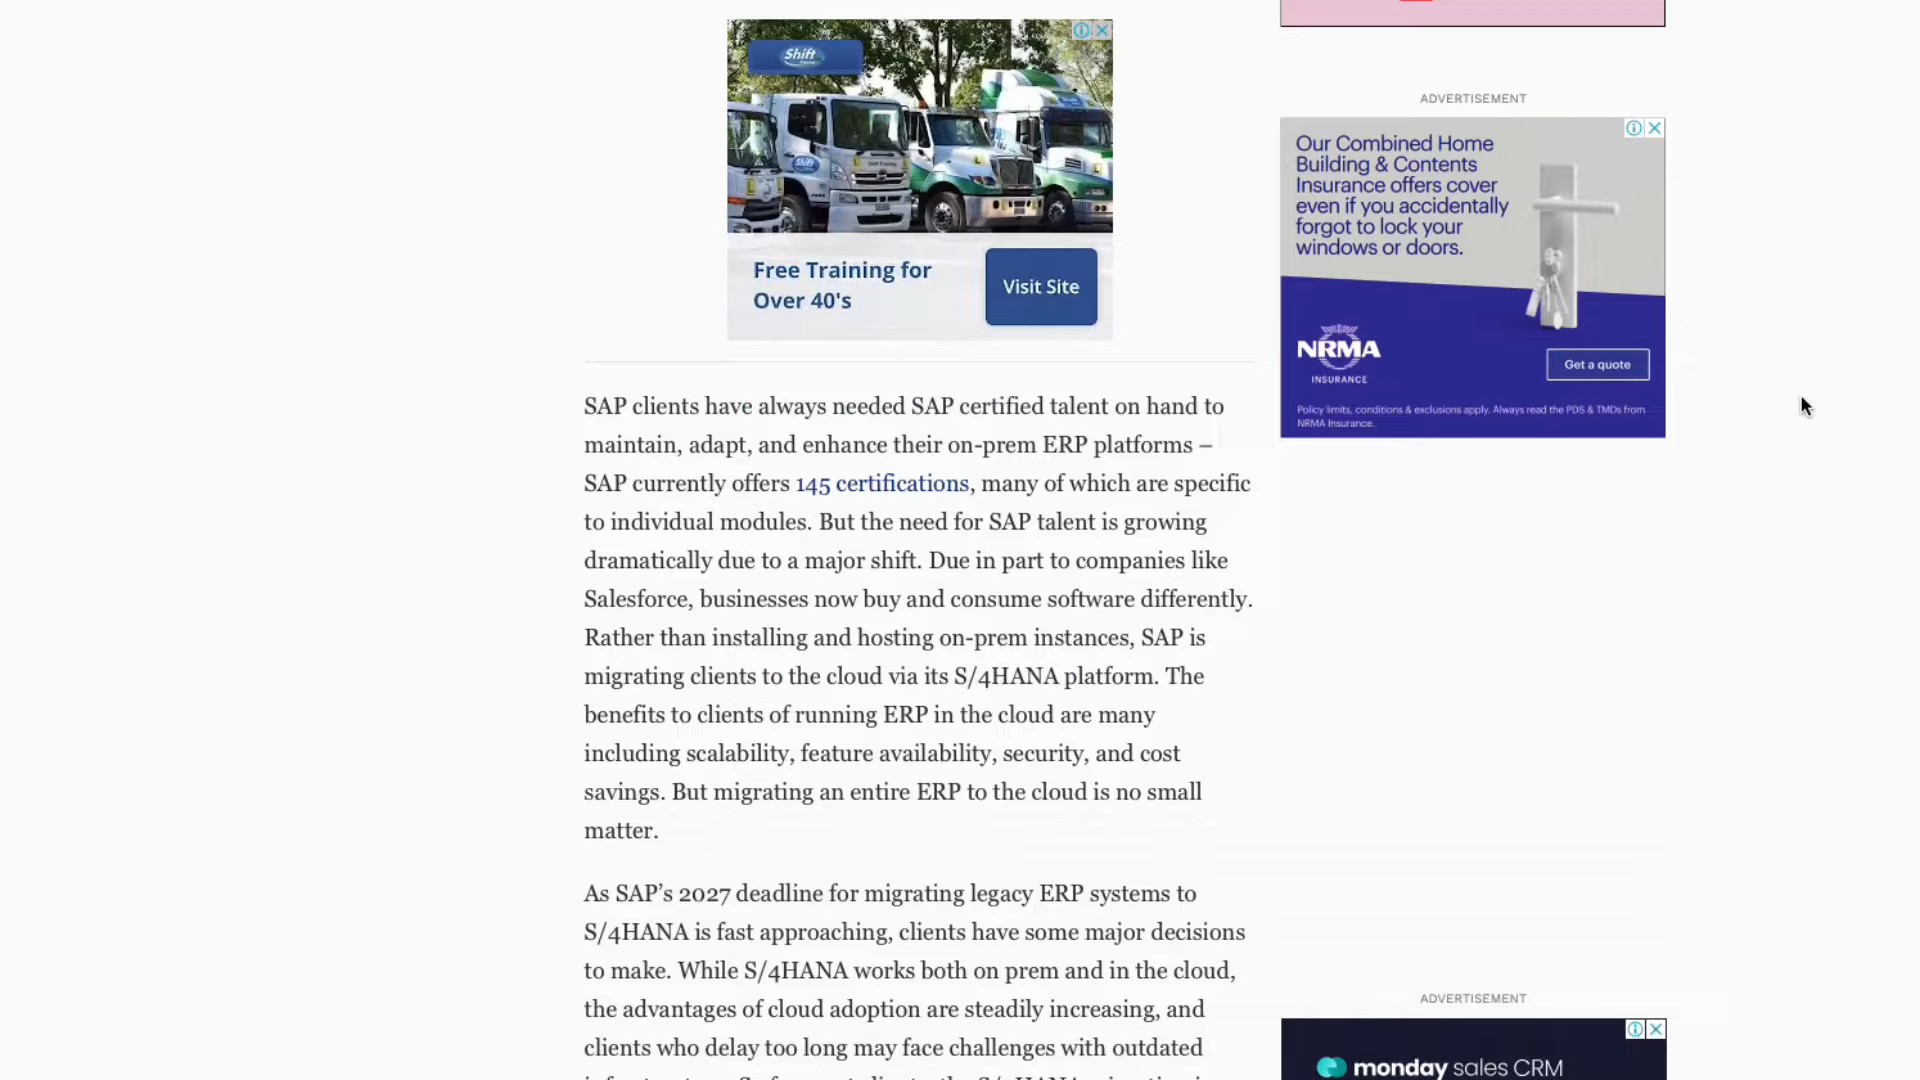 Shift
Free Training for
Over 40's
Visit Site
SAP clients have always needed SAP certified talent on hand to
maintain, adapt, and enhance their on-prem ERP platforms –
SAP currently offers 145 certifications, many of which are specific
to individual modules. But the need for SAP talent is growing
dramatically due to a major shift. Due in part to companies like
Salesforce, businesses now buy and consume software differently.
Rather than installing and hosting on-prem instances, SAP is
migrating clients to the cloud via its S/4HANA platform. The
benefits to clients of running ERP in the cloud are many
including scalability, feature availability, security, and cost
savings. But migrating an entire ERP to the cloud is no small
matter.
As SAP’s 2027 deadline for migrating legacy ERP systems to
S/4HANA is fast approaching, clients have some major decisions
to make. While S/4HANA works both on prem and in the cloud,
the advantages of cloud adoption are steadily increasing, and
clients who delay too long may face challenges with outdated
ADVERTISEMENT
Our Combined Home
Building & Contents
Insurance offers cover
even if you accidentally
forgot to lock your
windows or doors.
NRMA
INSURANCE
Get a quote
Policy limits, conditions & exclusions apply. Always read the PDS & TMDs from
NRMA Insurance.
ADVERTISEMENT
monday sales CRM